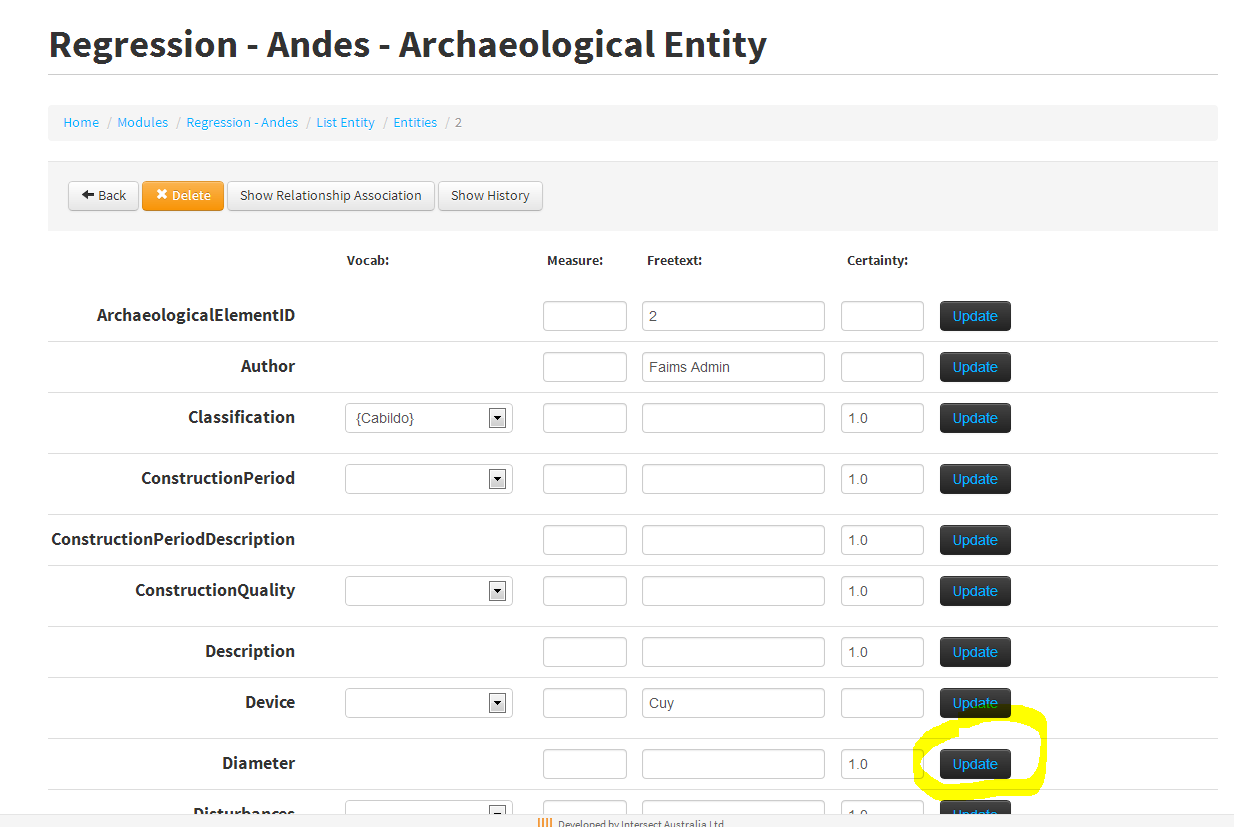 Regression - Andes - Archaeological Entity
Home / Modules / Regression - Andes / List Entity / Entities / 2
Back Delete Show Relationship Association Show History
Vocab: Measure: Freetext: Certainty:
ArchaeologicalElementID 2 Update
Author Faims Admin Update
Classification {Cabildo} 1.0 Update
ConstructionPeriod 1.0 Update
ConstructionPeriodDescription 1.0 Update
ConstructionQuality 1.0 Update
Description 1.0 Update
Device Cuy Update
Diameter 1.0 Update
Disturbances 1.0 Update
Developed by Intersect Australia Ltd